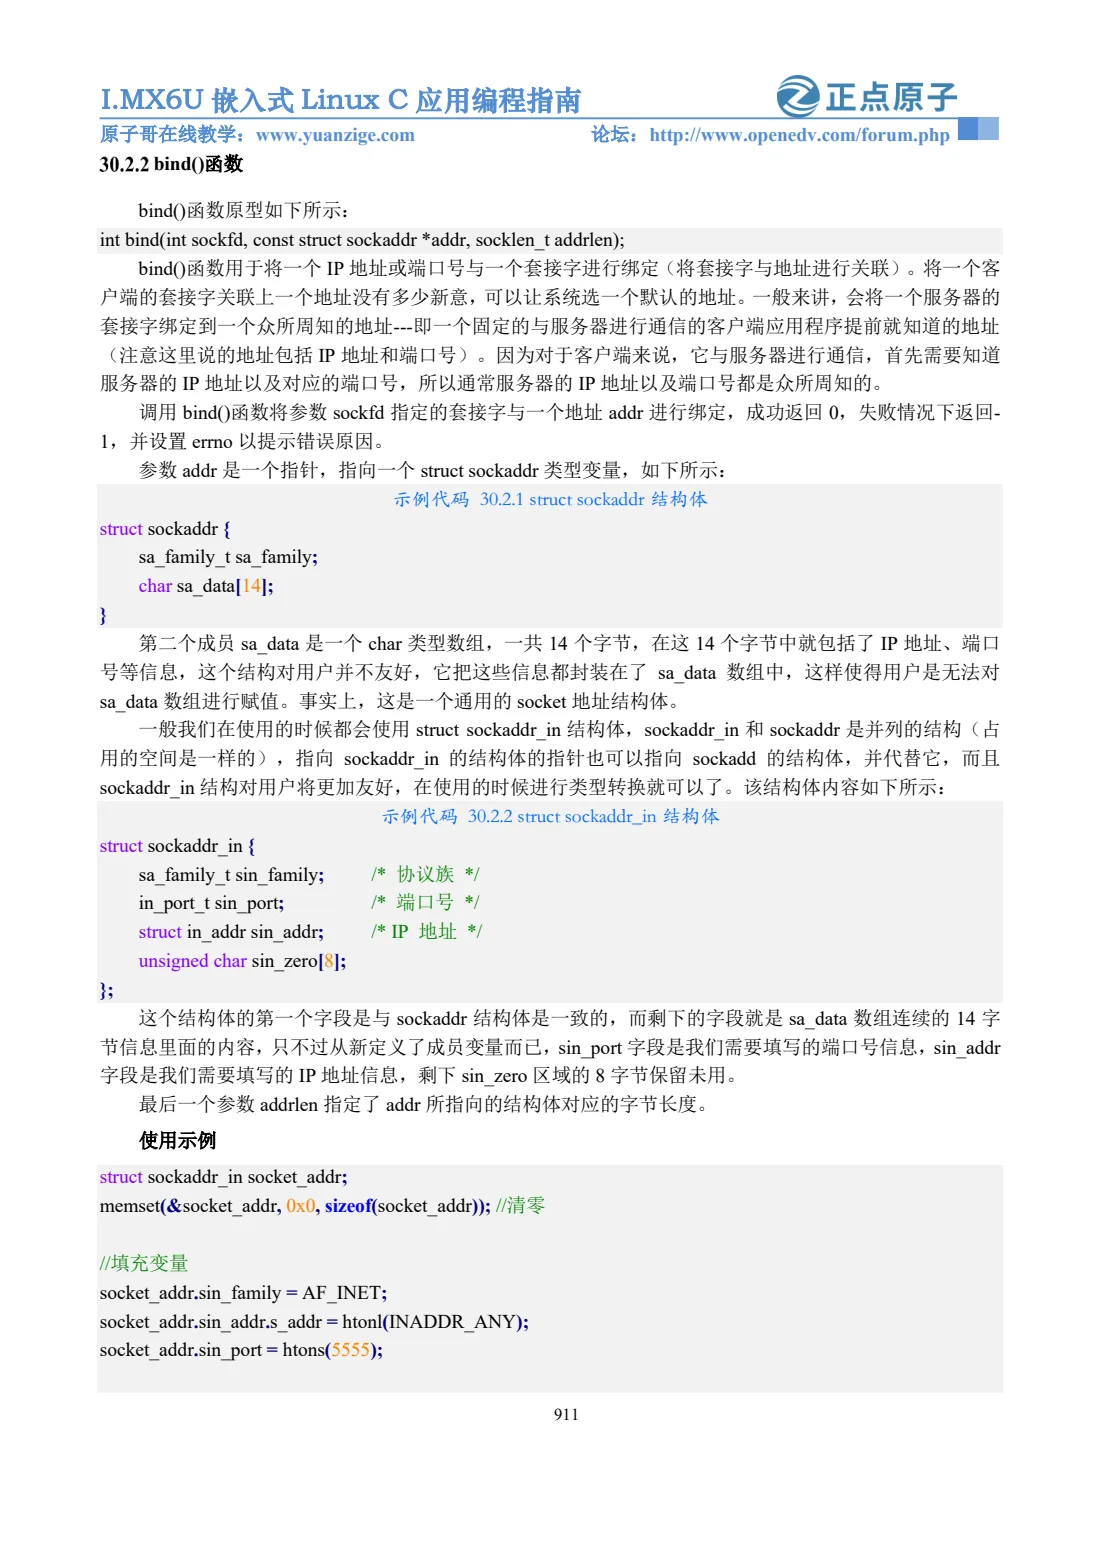 I.MX6U 嵌入式 Linux C 应用编程指南
正点原子
原子哥在线教学：www.yuanzige.com 论坛：http://www.openedv.com/forum.php
30.2.2 bind()函数
bind()函数原型如下所示：
int bind(int sockfd, const struct sockaddr *addr, socklen_t addrlen);
bind()函数用于将一个 IP 地址或端口号与一个套接字进行绑定（将套接字与地址进行关联）。将一个客
户端的套接字关联上一个地址没有多少新意，可以让系统选一个默认的地址。一般来讲，会将一个服务器的
套接字绑定到一个众所周知的地址---即一个固定的与服务器进行通信的客户端应用程序提前就知道的地址
（注意这里说的地址包括 IP 地址和端口号）。因为对于客户端来说，它与服务器进行通信，首先需要知道
服务器的 IP 地址以及对应的端口号，所以通常服务器的 IP 地址以及端口号都是众所周知的。
调用 bind()函数将参数 sockfd 指定的套接字与一个地址 addr 进行绑定，成功返回 0，失败情况下返回-
1，并设置 errno 以提示错误原因。
参数 addr 是一个指针，指向一个 struct sockaddr 类型变量，如下所示：
示例代码 30.2.1 struct sockaddr 结构体
struct sockaddr {
sa_family_t sa_family;
char sa_data[14];
}
第二个成员 sa_data 是一个 char 类型数组，一共 14 个字节，在这 14 个字节中就包括了 IP 地址、端口
号等信息，这个结构对用户并不友好，它把这些信息都封装在了 sa_data 数组中，这样使得用户是无法对
sa_data 数组进行赋值。事实上，这是一个通用的 socket 地址结构体。
一般我们在使用的时候都会使用 struct sockaddr_in 结构体，sockaddr_in 和 sockaddr 是并列的结构（占
用的空间是一样的），指向 sockaddr_in 的结构体的指针也可以指向 sockadd 的结构体，并代替它，而且
sockaddr_in 结构对用户将更加友好，在使用的时候进行类型转换就可以了。该结构体内容如下所示：
示例代码 30.2.2 struct sockaddr_in 结构体
struct sockaddr_in {
sa_family_t sin_family; /* 协议族 */
in_port_t sin_port; /* 端口号 */
struct in_addr sin_addr; /* IP 地址 */
unsigned char sin_zero[8];
};
这个结构体的第一个字段是与 sockaddr 结构体是一致的，而剩下的字段就是 sa_data 数组连续的 14 字
节信息里面的内容，只不过从新定义了成员变量而已，sin_port 字段是我们需要填写的端口号信息，sin_addr
字段是我们需要填写的 IP 地址信息，剩下 sin_zero 区域的 8 字节保留未用。
最后一个参数 addrlen 指定了 addr 所指向的结构体对应的字节长度。
使用示例
struct sockaddr_in socket_addr;
memset(&socket_addr, 0x0, sizeof(socket_addr)); //清零
//填充变量
socket_addr.sin_family = AF_INET;
socket_addr.sin_addr.s_addr = htonl(INADDR_ANY);
socket_addr.sin_port = htons(5555);
911